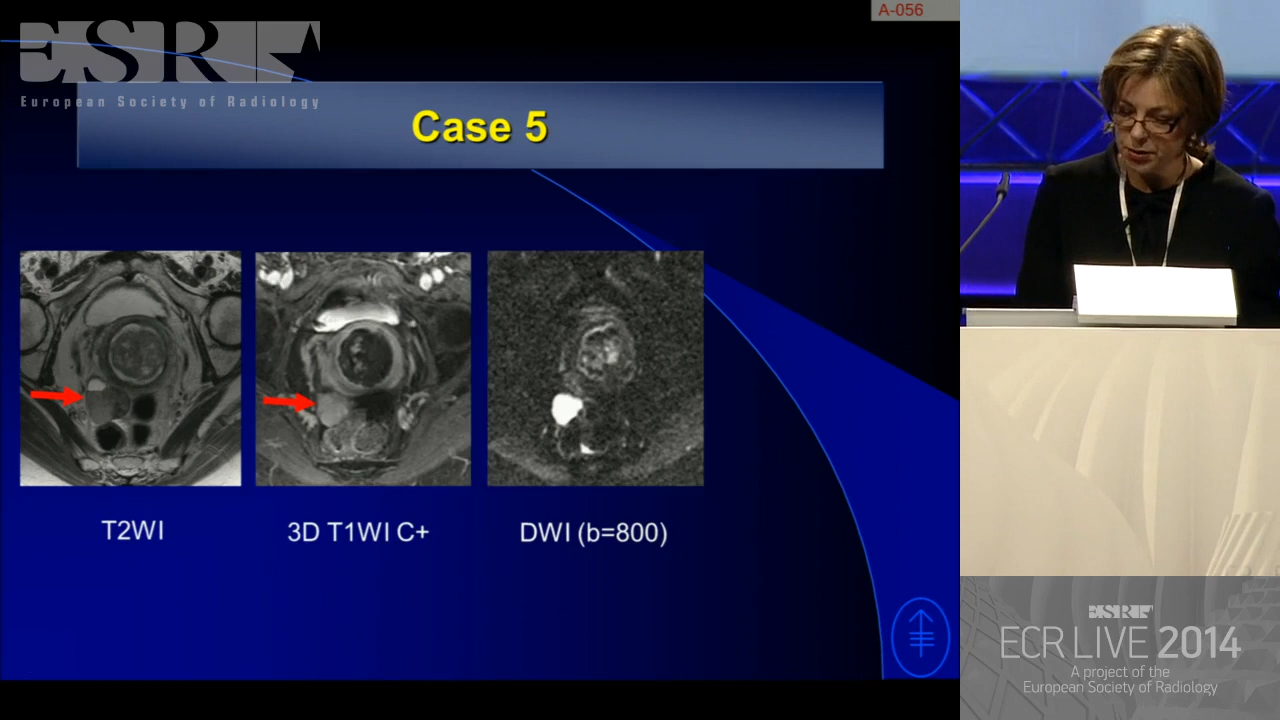 A-056
ESR
European Society of Radiology
Case 5
T2WI
3D T1WI C+
DWI (b=800)
ESR
ECR LIVE 2014
A project of the
European Society of Radiology